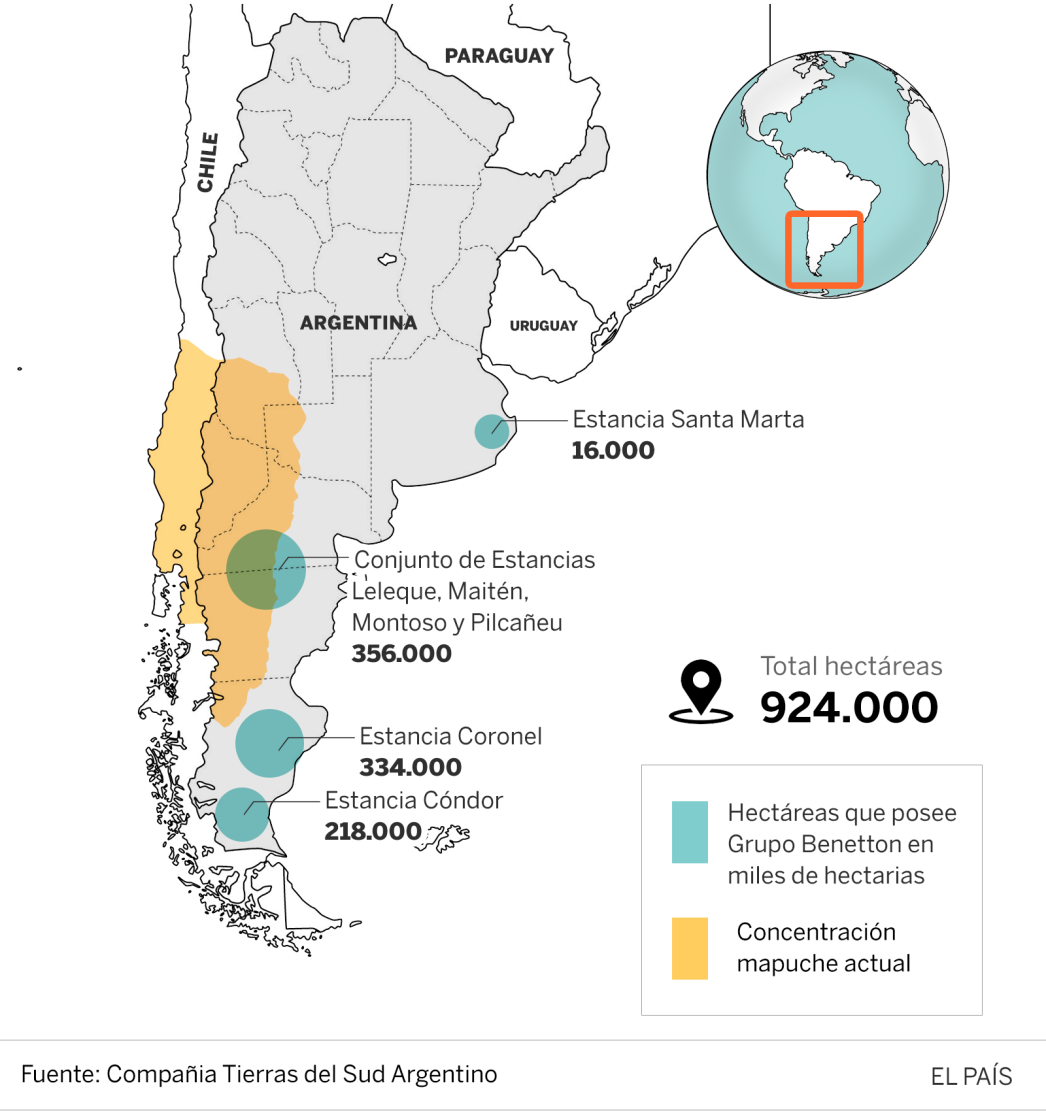 PARAGUAY
CHILE
ARGENTINA
URUGUAY
Estancia Santa Marta
16.000
Conjunto de Estancias
Leleque, Maitén,
Montoso y Pilcañeu
356.000
Total hectáreas
924.000
Estancia Coronel
334.000
Estancia Cóndor
218.000
Hectáreas que posee
Grupo Benetton en
miles de hectarias
Concentración
mapuche actual
Fuente: Compañia Tierras del Sud Argentino
EL PAÍS